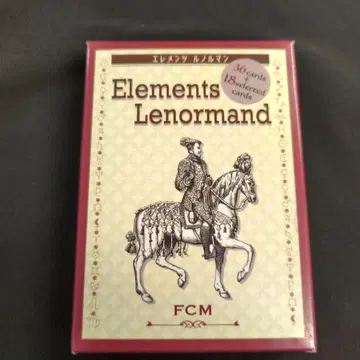 エレメンツ ルノルマン
36 cards
+
18 selected
cards
Elements
Lenormand
FCM